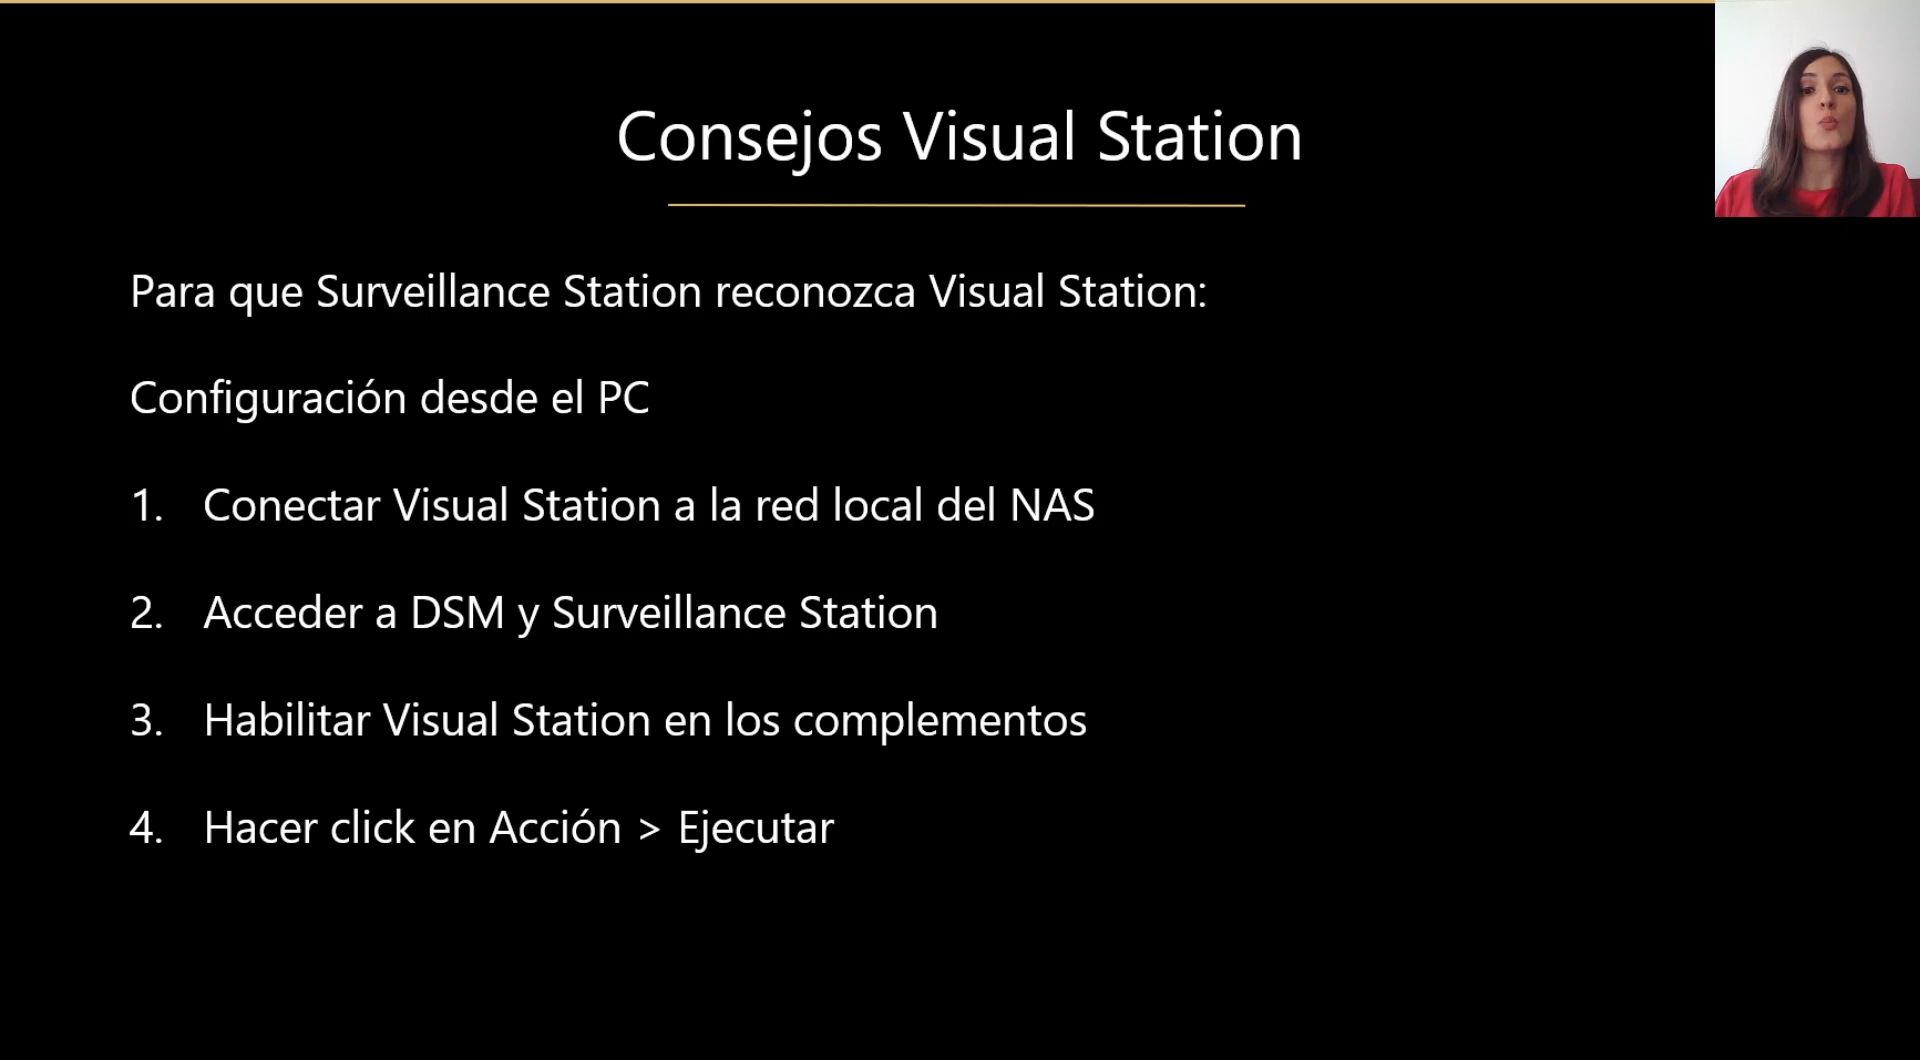 Consejos Visual Station
Para que Surveillance Station reconozca Visual Station:
Configuración desde el PC
1. Conectar Visual Station a la red local del NAS
2. Acceder a DSM y Surveillance Station
3. Habilitar Visual Station en los complementos
4. Hacer click en Acción > Ejecutar